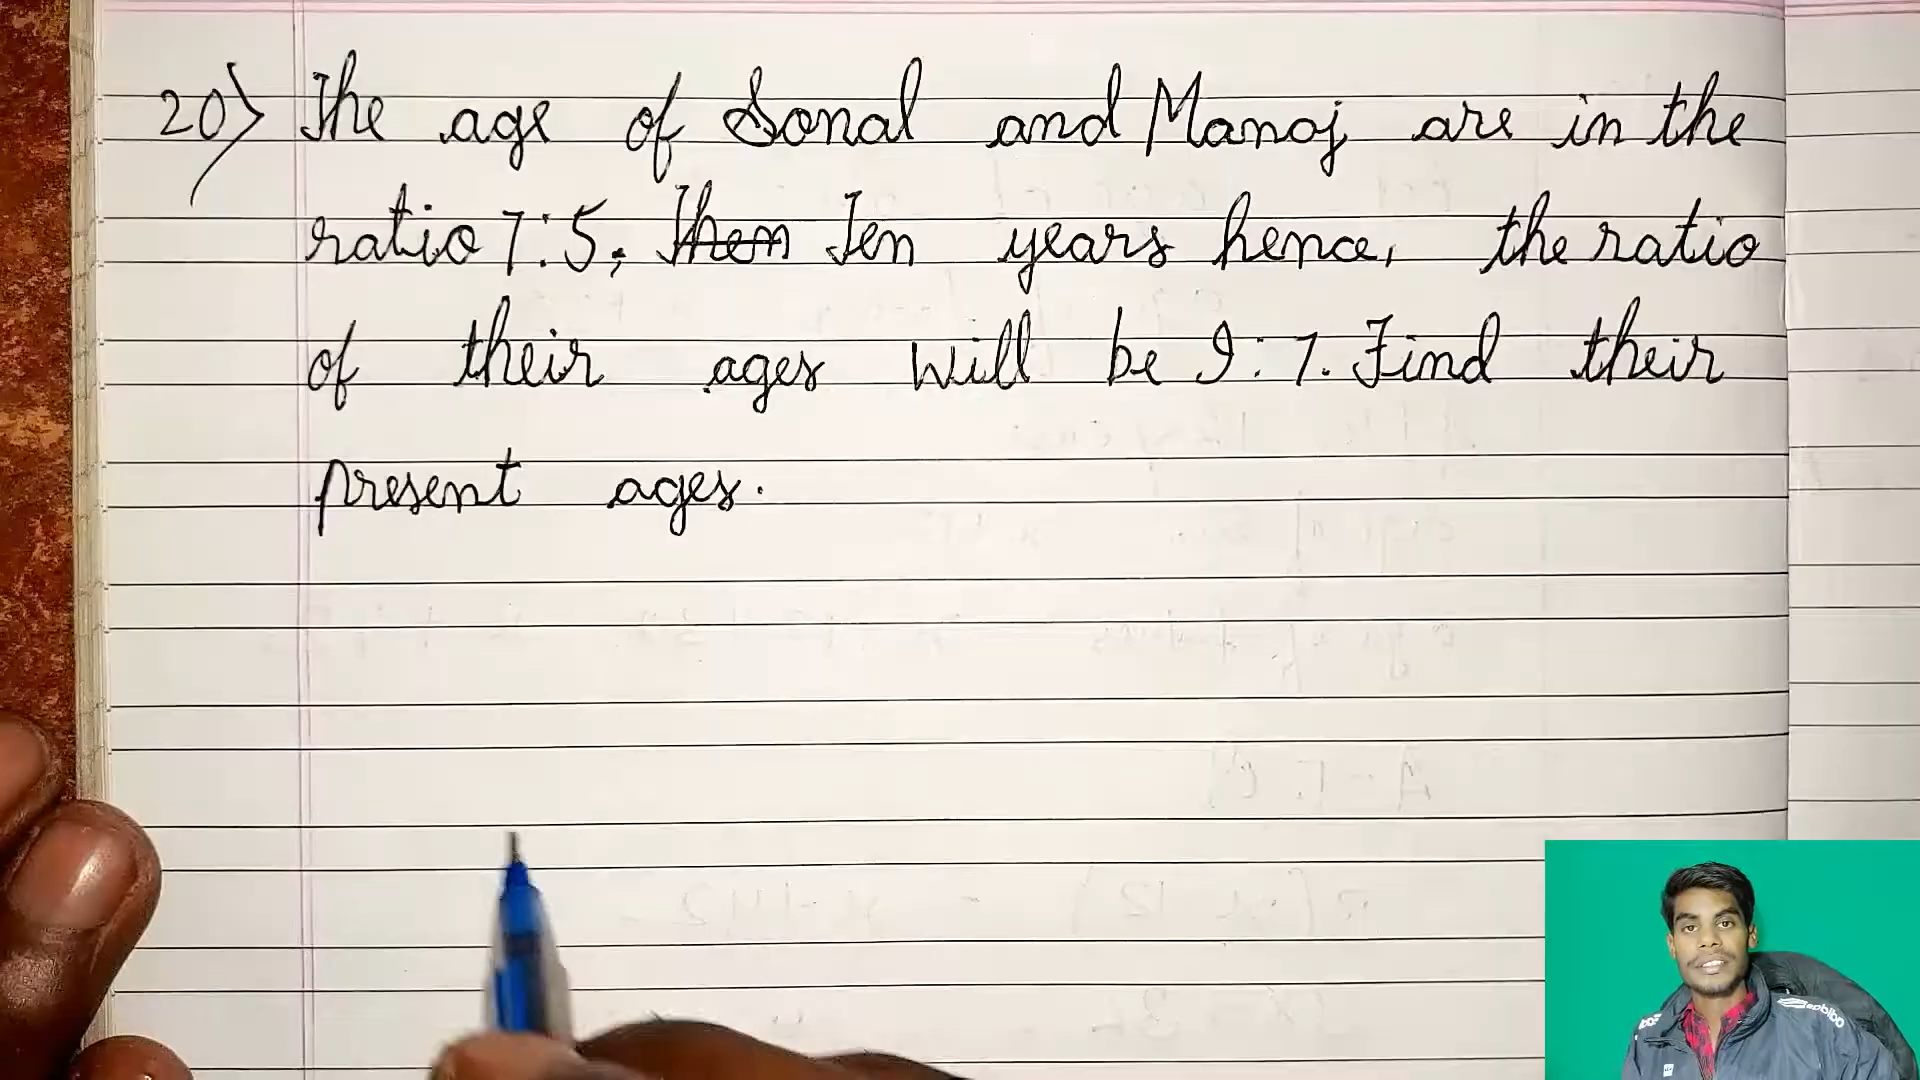 20) The age of Sonal and Manoj are in the
ratio 7:5, Then Ten years hence, the ratio
of their ages will be 9:7. Find their
present ages.